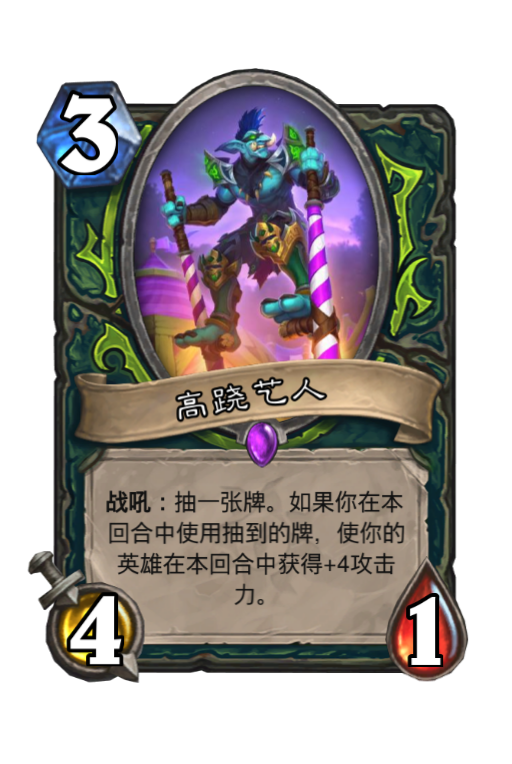 3
高跷艺人
战吼：抽一张牌。如果你在本
回合中使用抽到的牌，使你的
英雄在本回合中获得+4攻击
力。
4
1